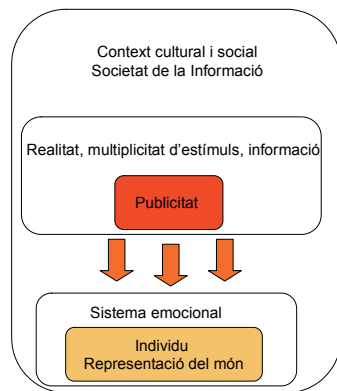 Context cultural i social
Societat de la Informació
Realitat, multiplicitat d'estímuls, informació
Publicitat
Sistema emocional
Individu
Representació del món